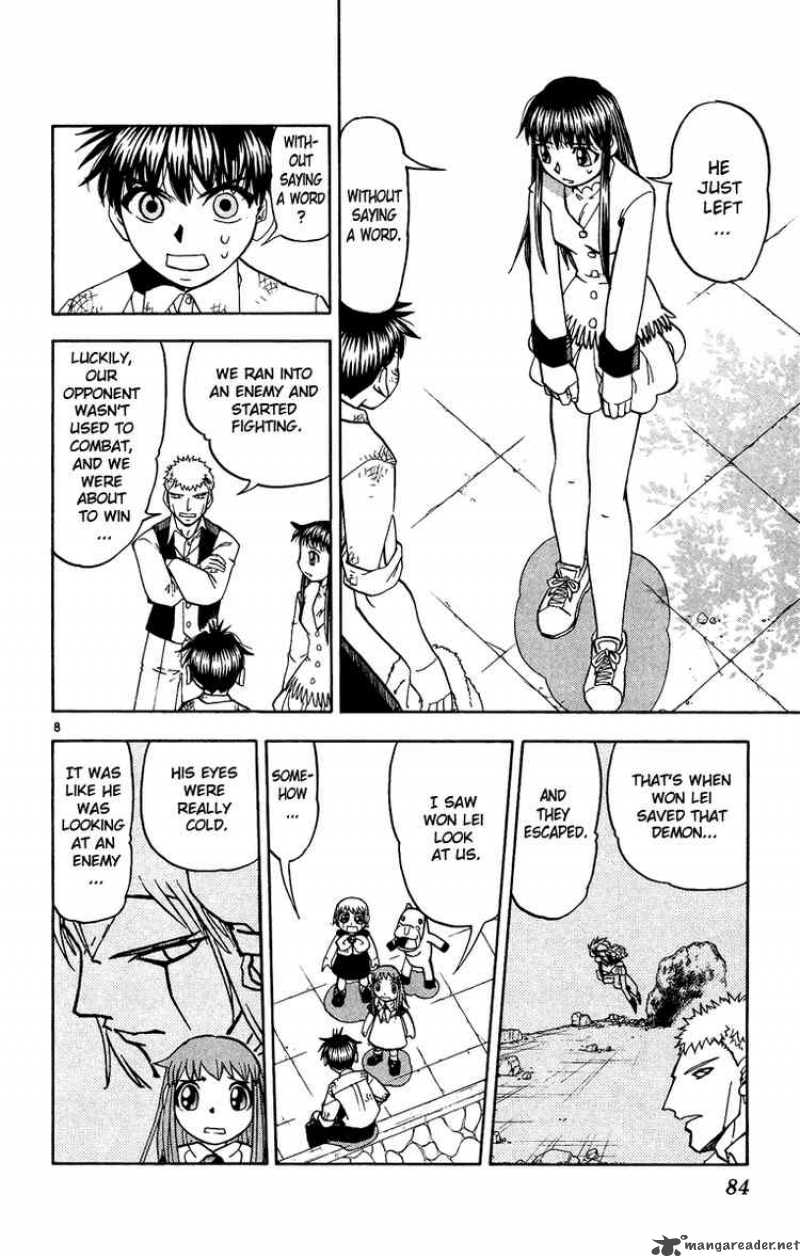 HE
JUST
LEFT
...
WITHOUT
SAYING
A WORD.
WITH-
OUT
SAYING
A WORD
?
WE RAN INTO
AN ENEMY AND
STARTED
FIGHTING.
LUCKILY,
OUR
OPPONENT
WASN'T
USED TO
COMBAT,
AND WE
WERE
ABOUT
TO WIN
...
8
THAT'S WHEN
WON LEI
SAVED THAT
DEMON...
AND
THEY
ESCAPED.
I SAW
WON LEI
LOOK
AT US.
SOME-
HOW
...
HIS EYES
WERE
REALLY
COLD.
IT WAS
LIKE HE
WAS
LOOKING
AT AN
ENEMY
...
84
mangareader.net